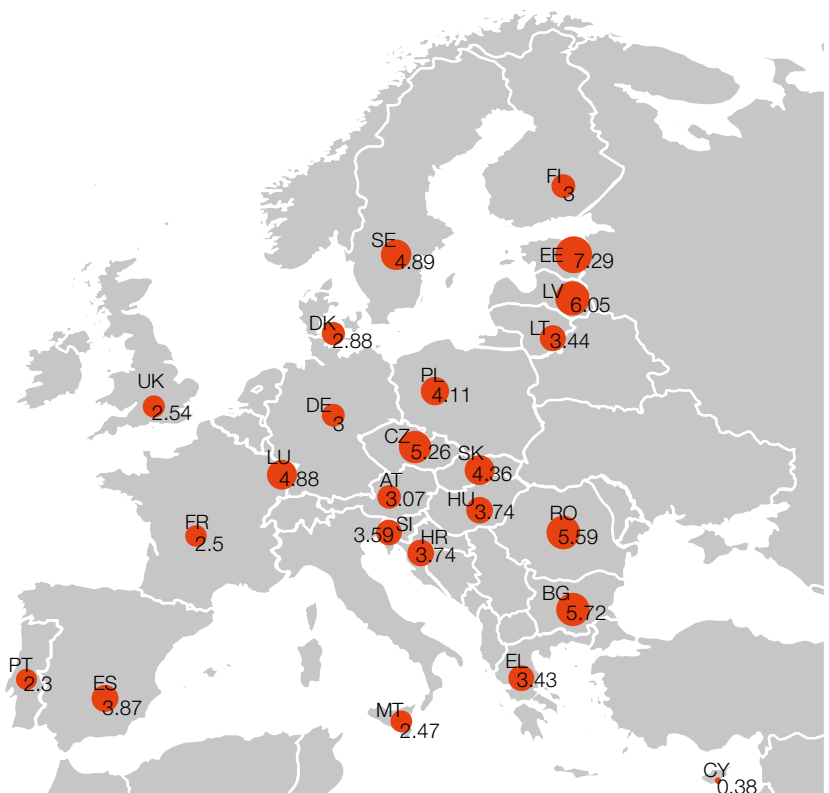 FI
3
SE
4.89
EE 7.29
LV
6.05
LT
3.44
DK
2.88
PL
4.11
UK
2.54
DE
3
CZ
5.26
SK
4.36
LU
4.88
AT
3.07
HU
3.74
RO
5.59
FR
2.5
3.59 SI
HR
3.74
BG
5.72
PT
2.3
ES
3.87
EL
3.43
MT
2.47
CY
0.38